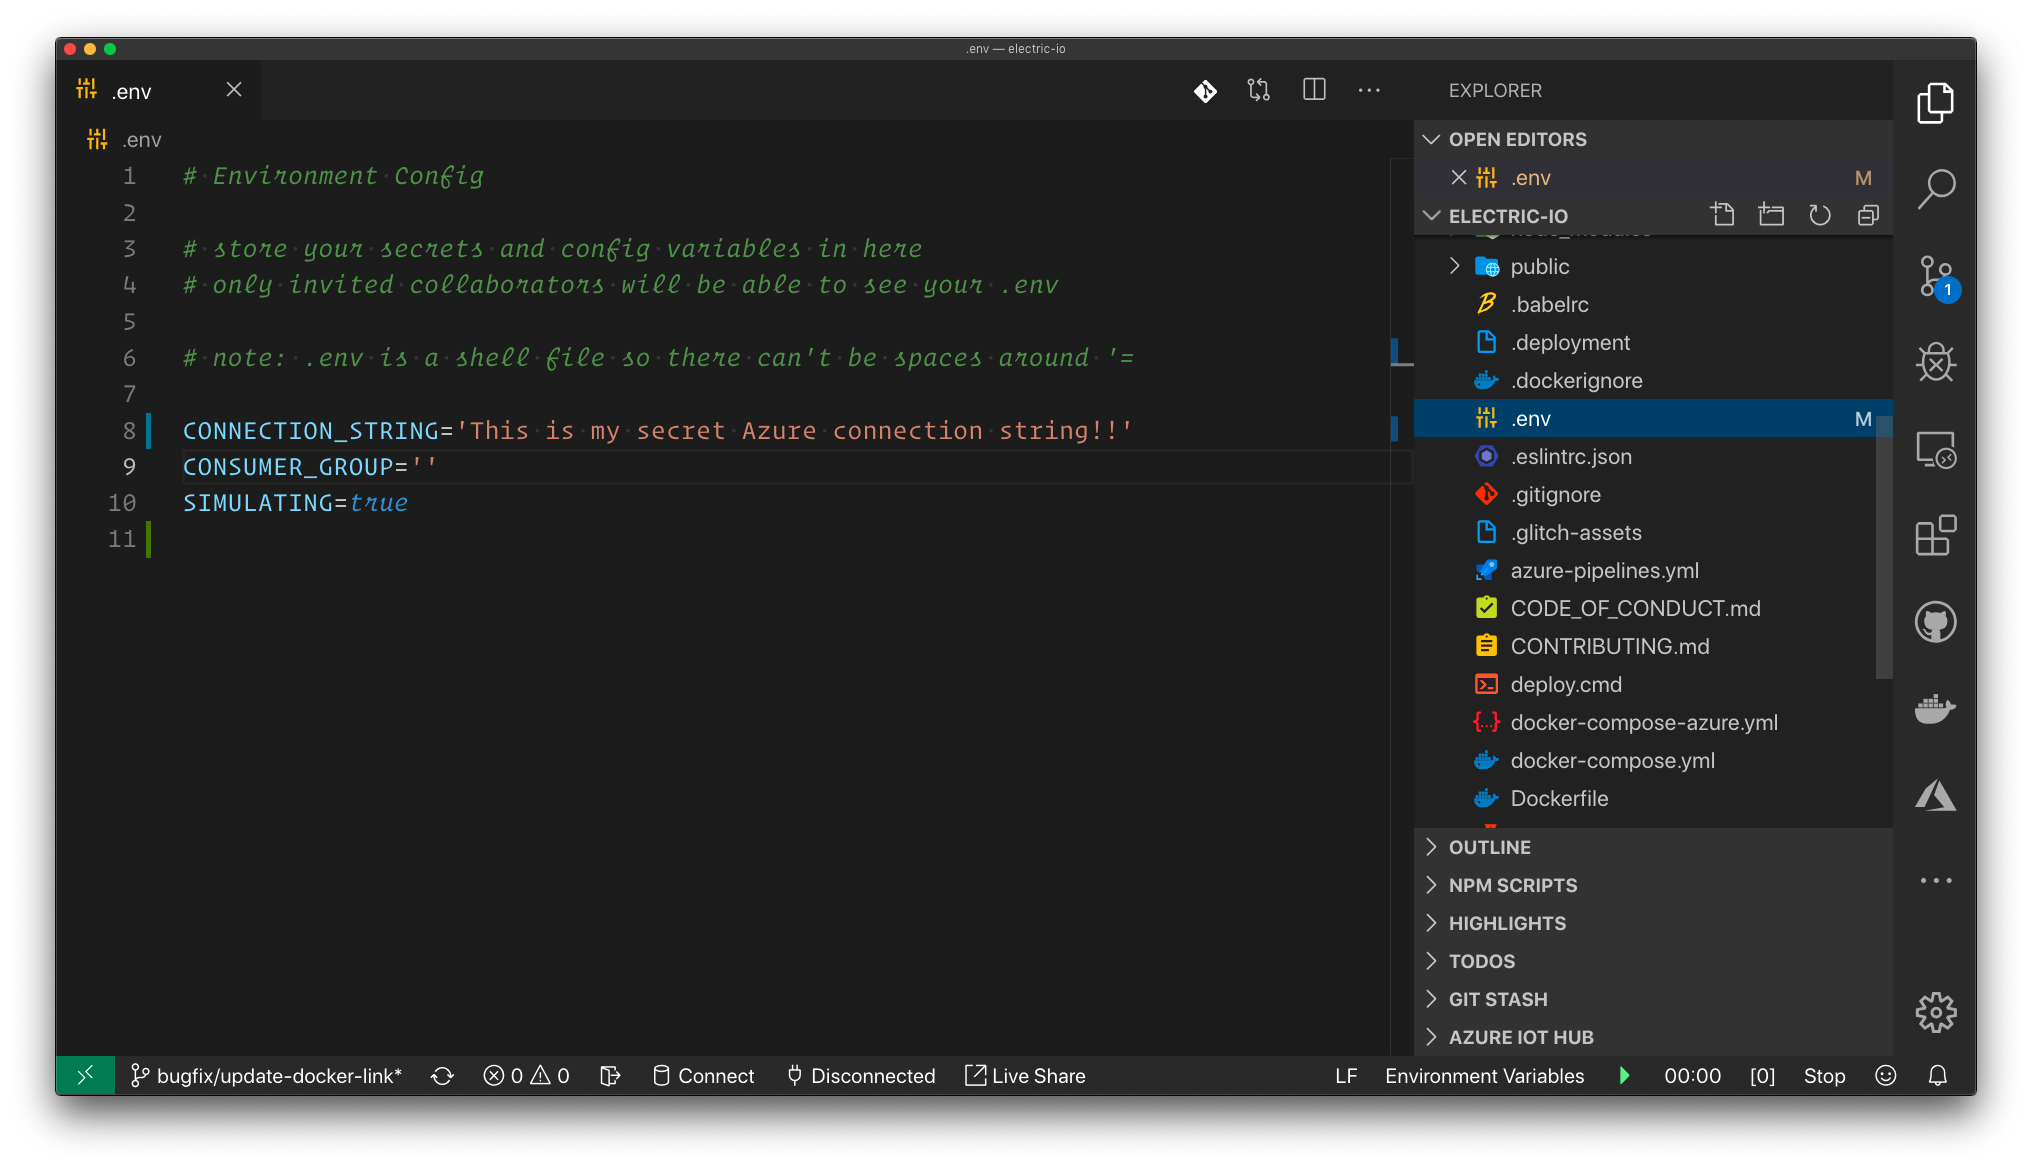 .env — electric-io
.env
.env
1 # Environment Config
2
3 # store your secrets and config variables in here
4 # only invited collaborators will be able to see your .env
5
6 # note: .env is a shell file so there can't be spaces around '=
7
8 CONNECTION_STRING='This is my secret Azure connection string!!'
9 CONSUMER_GROUP=''
10 SIMULATING=true
11
EXPLORER
OPEN EDITORS
.env M
ELECTRIC-IO
node_modules
public
.babelrc
.deployment
.dockerignore
.env M
.eslintrc.json
.gitignore
.glitch-assets
azure-pipelines.yml
CODE_OF_CONDUCT.md
CONTRIBUTING.md
deploy.cmd
docker-compose-azure.yml
docker-compose.yml
Dockerfile
OUTLINE
NPM SCRIPTS
HIGHLIGHTS
TODOS
GIT STASH
AZURE IOT HUB
1
bugfix/update-docker-link* 0 0 Connect Disconnected Live Share LF Environment Variables 00:00 [0] Stop